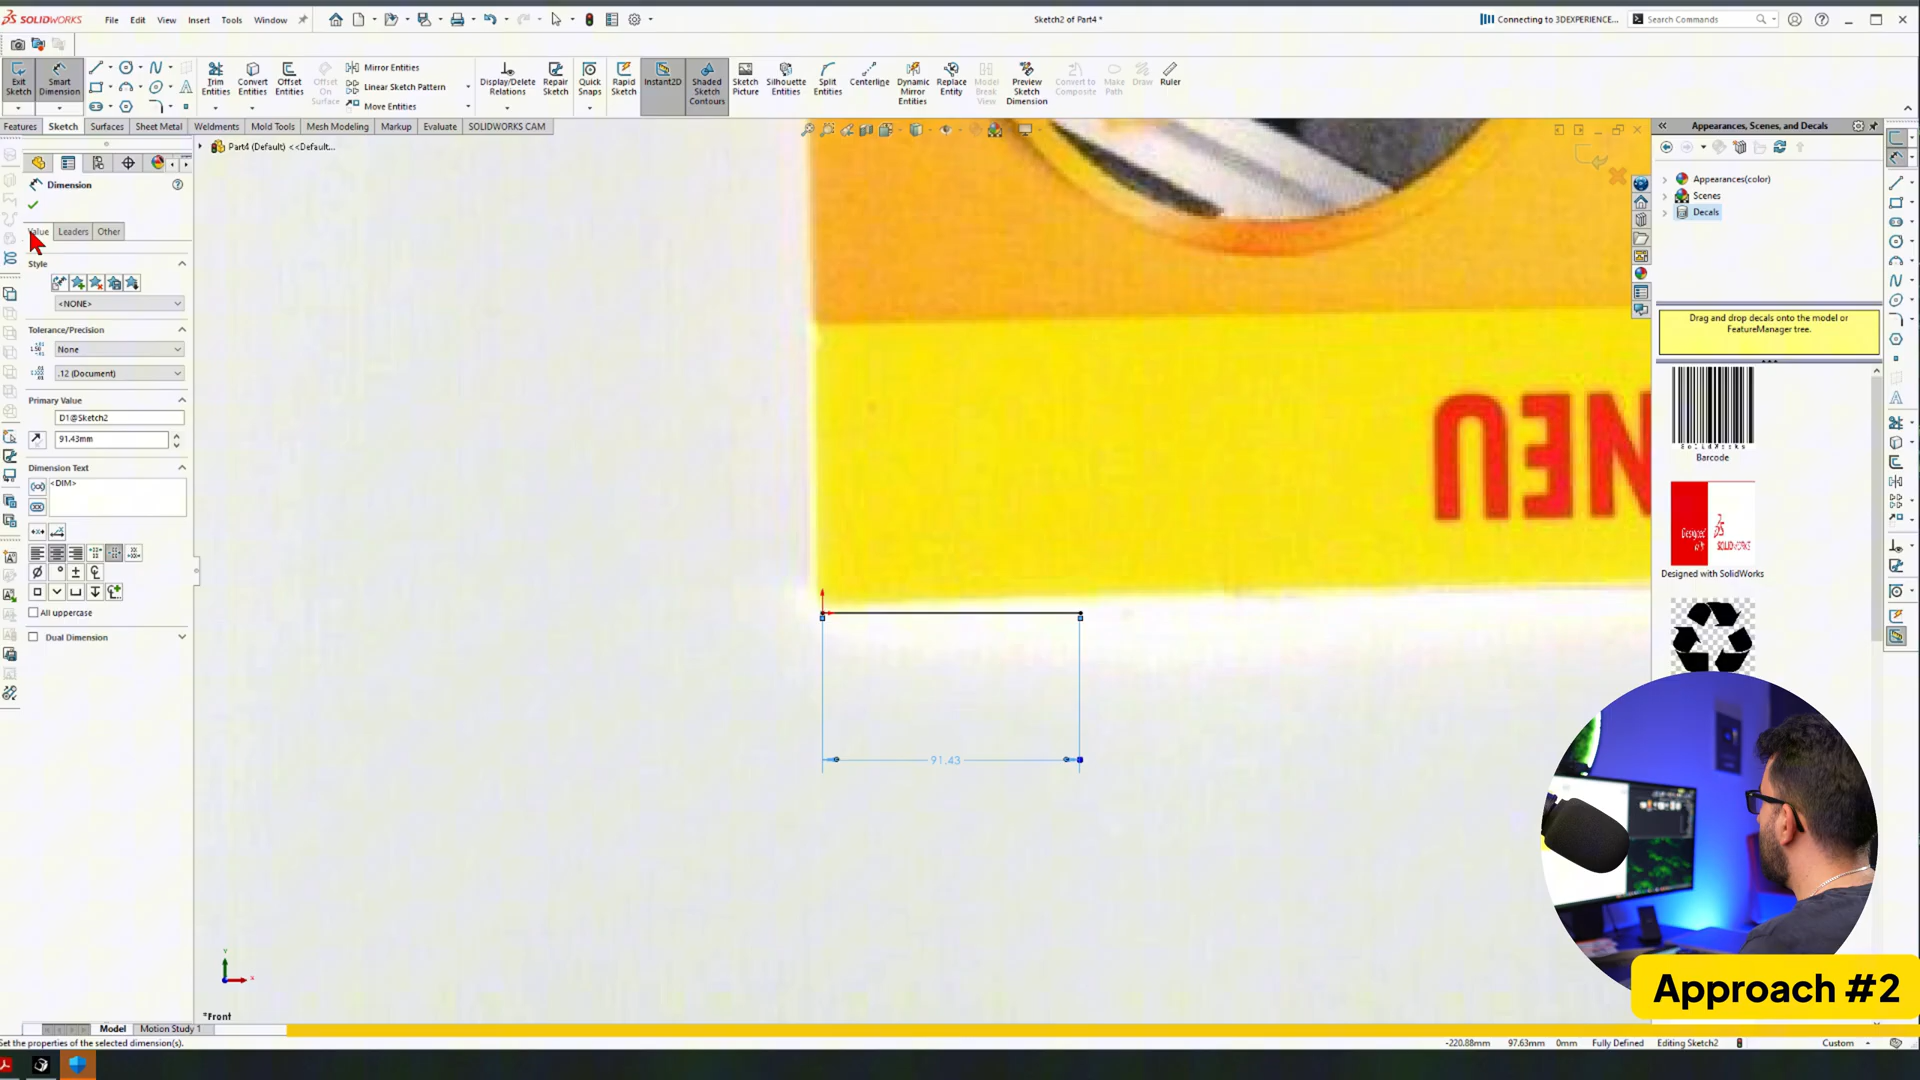 SOLIDWORKS
File Edit View Insert Tools Window
Sketch2 of Part4 *
Connecting to 3DEXPERIENCE...
Search Commands
Exit Sketch
Smart Dimension
Trim Entities
Convert Entities
Offset Entities
Offset On Surface
Mirror Entities
Linear Sketch Pattern
Move Entities
Display/Delete Relations
Repair Sketch
Quick Snaps
Rapid Sketch
Instant2D
Shaded Sketch Contours
Sketch Picture
Silhouette Entities
Split Entities
Centerline
Dynamic Mirror Entities
Replace Entity
Model Break View
Preview Sketch Dimension
Convert to Composite
Make Path
Draw
Ruler
Features Sketch Surfaces Sheet Metal Weldments Mold Tools Mesh Modeling Markup Evaluate SOLIDWORKS CAM
Part4 (Default) <<Default...
Dimension
Value Leaders Other
Style
<NONE>
Tolerance/Precision
None
.12 (Document)
Primary Value
D1@Sketch2
91.43mm
Dimension Text
<DIM>
All uppercase
Dual Dimension
NEU
91.43
Y
X
*Front
Appearances, Scenes, and Decals
Appearances(color)
Scenes
Decals
Drag and drop decals onto the model or
FeatureManager tree.
SolidWorks
Barcode
Designed with SOLIDWORKS
Designed with SolidWorks
Approach #2
Model Motion Study 1
Set the properties of the selected dimension(s).
-220.88mm 97.63mm 0mm Fully Defined Editing Sketch2 Custom